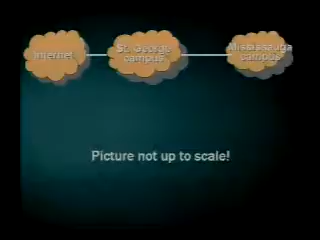 Internet
St. George
campus
Mississauga
campus
Picture not up to scale!